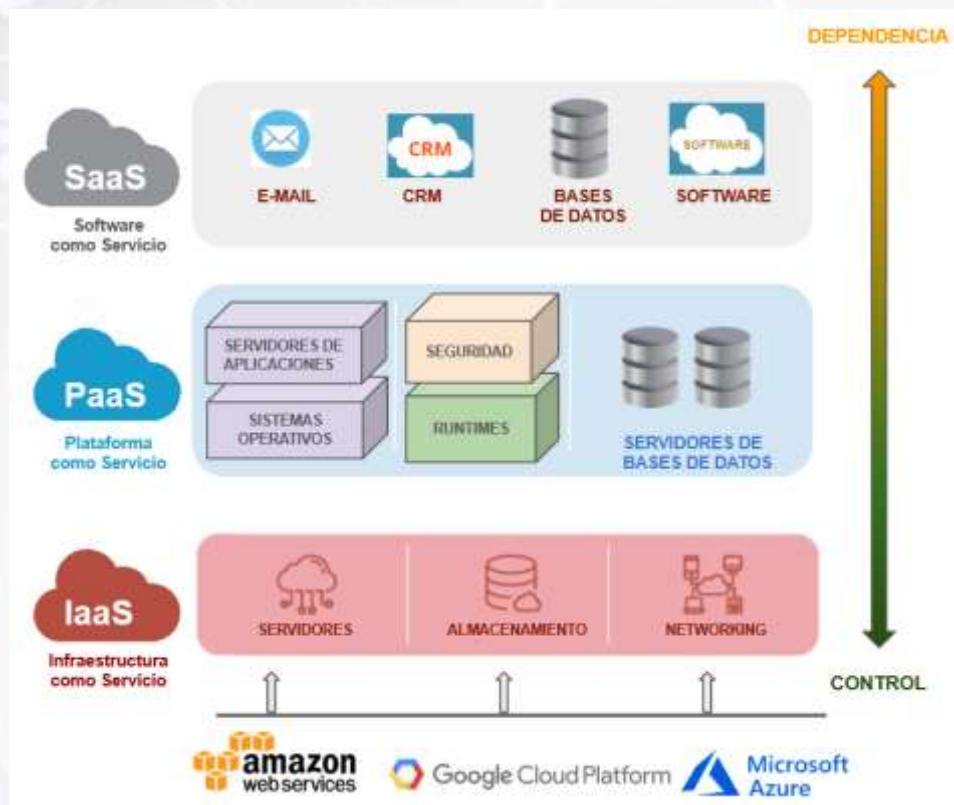 DEPENDENCIA
SaaS
Software
como Servicio
E-MAIL
CRM
CRM
BASES
DE DATOS
SOFTWARE
SOFTWARE
PaaS
Plataforma
como Servicio
SERVIDORES DE
APLICACIONES
SISTEMAS
OPERATIVOS
SEGURIDAD
RUNTIMES
SERVIDORES DE
BASES DE DATOS
IaaS
Infraestructura
como Servicio
SERVIDORES
ALMACENAMIENTO
NETWORKING
CONTROL
amazon
web services
Google Cloud Platform
Microsoft
Azure